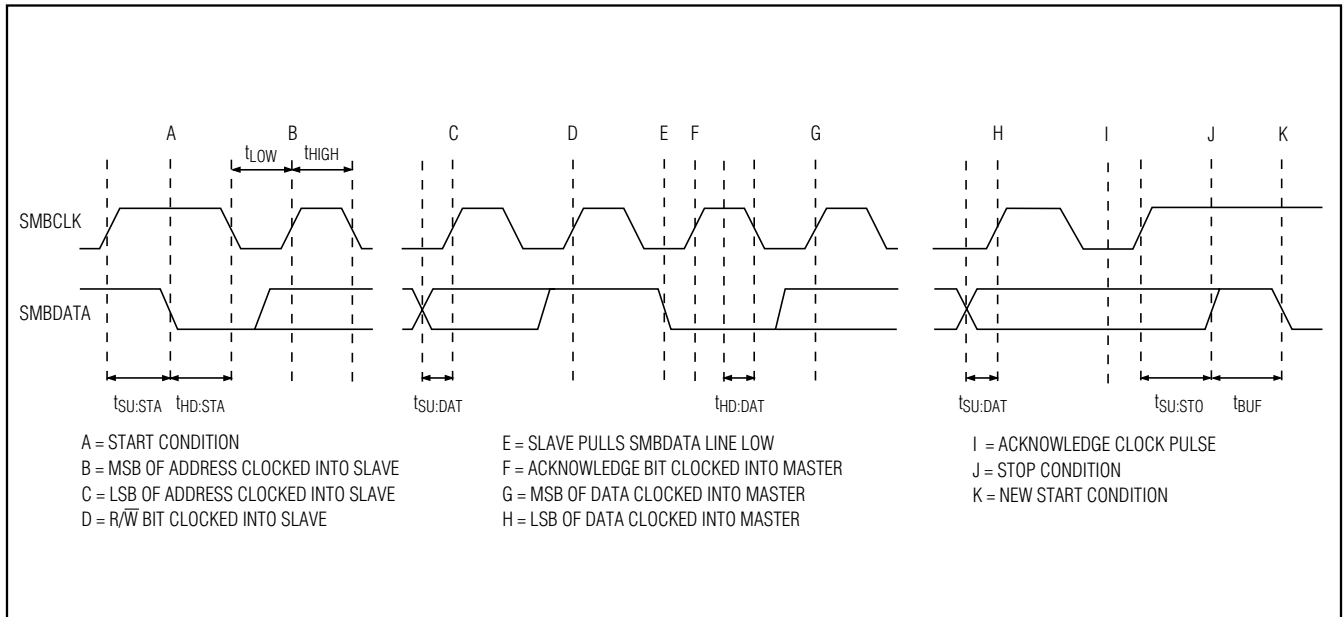 A B C D E F G H I J K
tLOW tHIGH
SMBCLK
SMBDATA
tSU:STA tHD:STA tSU:DAT tHD:DAT tSU:DAT tSU:STO tBUF
A = START CONDITION
B = MSB OF ADDRESS CLOCKED INTO SLAVE
C = LSB OF ADDRESS CLOCKED INTO SLAVE
D = R/W̅ BIT CLOCKED INTO SLAVE
E = SLAVE PULLS SMBDATA LINE LOW
F = ACKNOWLEDGE BIT CLOCKED INTO MASTER
G = MSB OF DATA CLOCKED INTO MASTER
H = LSB OF DATA CLOCKED INTO MASTER
I = ACKNOWLEDGE CLOCK PULSE
J = STOP CONDITION
K = NEW START CONDITION